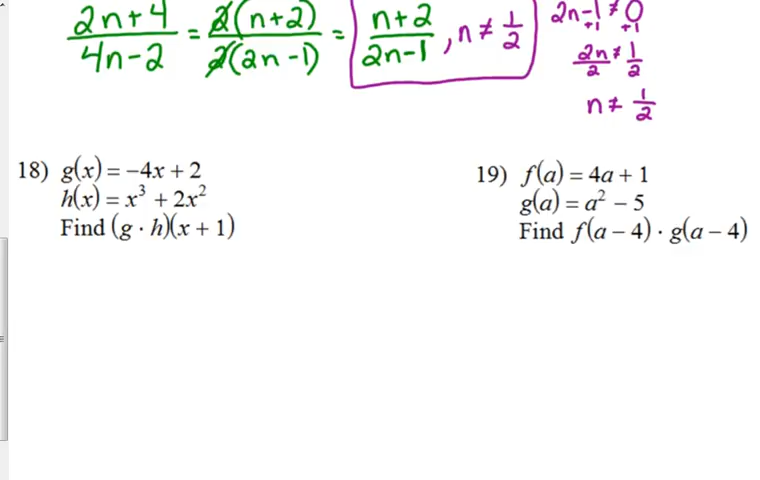 (2n+4)/(4n-2) = (2(n+2))/(2(2n-1)) = (n+2)/(2n-1), n ≠ 1/2
2n-1 ≠ 0
+1 +1
2n/2 ≠ 1/2
n ≠ 1/2
18) g(x) = −4x + 2
h(x) = x³ + 2x²
Find (g · h)(x + 1)
19) f(a) = 4a + 1
g(a) = a² − 5
Find f(a − 4) · g(a − 4)